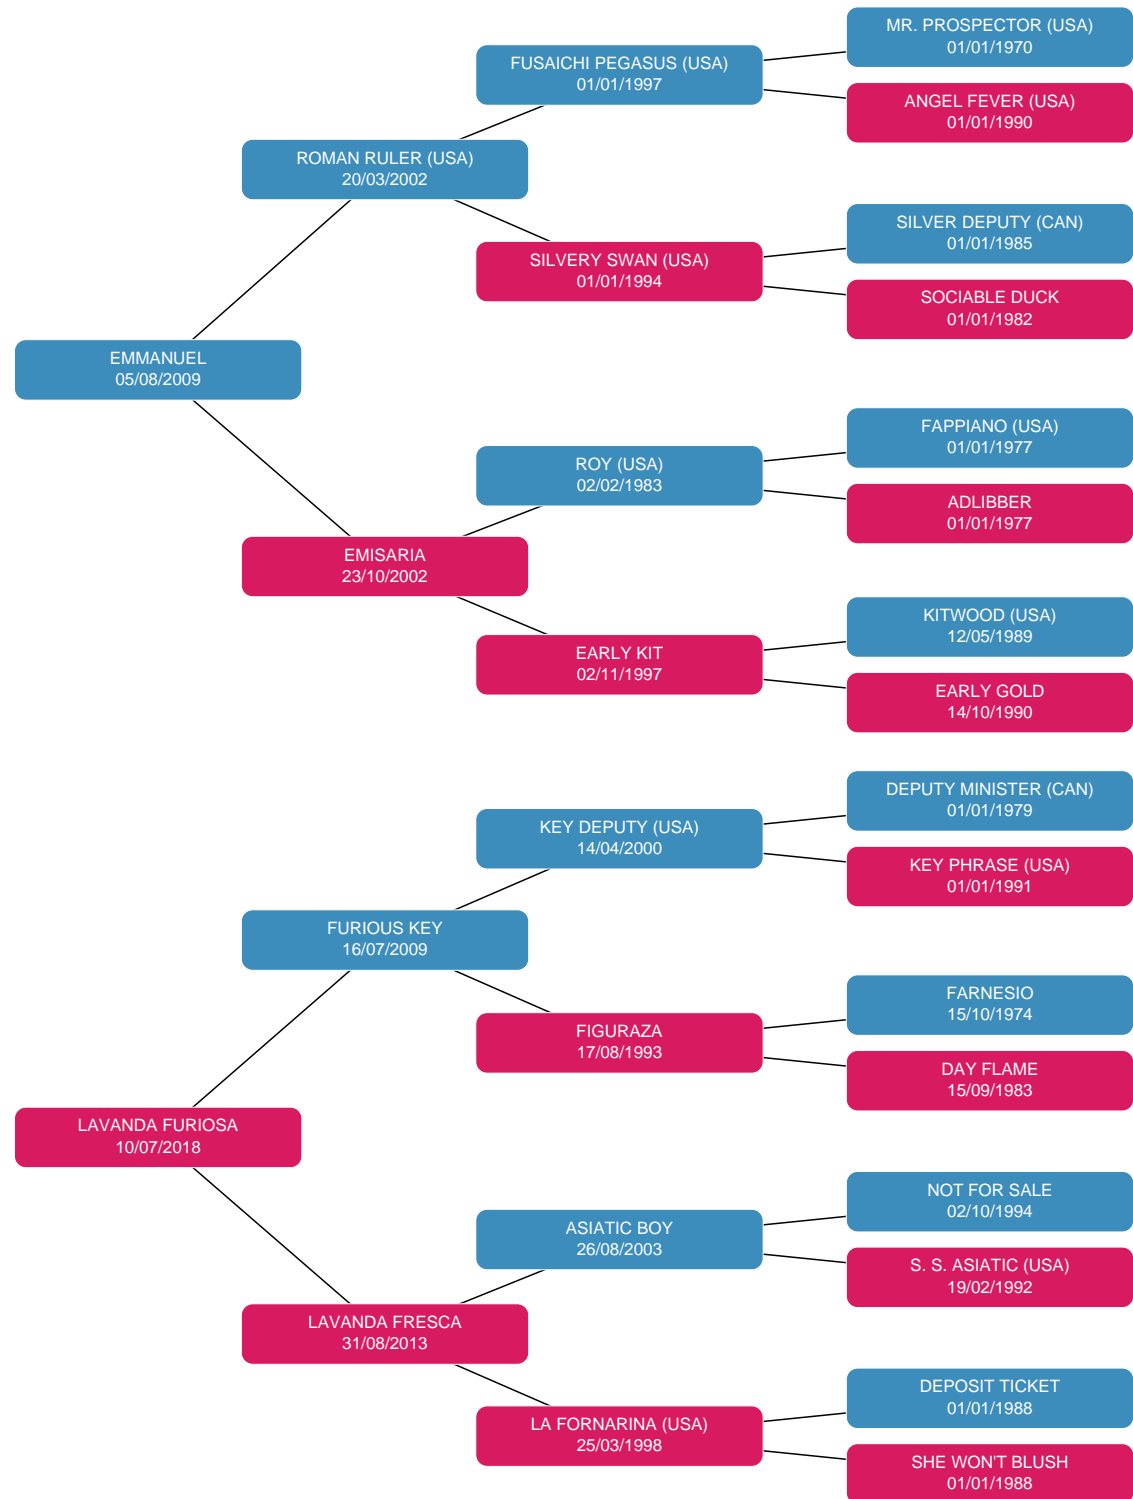 MR. PROSPECTOR (USA)
01/01/1970
FUSAICHI PEGASUS (USA)
01/01/1997
ANGEL FEVER (USA)
01/01/1990
ROMAN RULER (USA)
20/03/2002
SILVER DEPUTY (CAN)
01/01/1985
SILVERY SWAN (USA)
01/01/1994
SOCIABLE DUCK
01/01/1982
EMMANUEL
05/08/2009
FAPPIANO (USA)
01/01/1977
ROY (USA)
02/02/1983
ADLIBBER
01/01/1977
EMISARIA
23/10/2002
KITWOOD (USA)
12/05/1989
EARLY KIT
02/11/1997
EARLY GOLD
14/10/1990
DEPUTY MINISTER (CAN)
01/01/1979
KEY DEPUTY (USA)
14/04/2000
KEY PHRASE (USA)
01/01/1991
FURIOUS KEY
16/07/2009
FARNESIO
15/10/1974
FIGURAZA
17/08/1993
DAY FLAME
15/09/1983
LAVANDA FURIOSA
10/07/2018
NOT FOR SALE
02/10/1994
ASIATIC BOY
26/08/2003
S. S. ASIATIC (USA)
19/02/1992
LAVANDA FRESCA
31/08/2013
DEPOSIT TICKET
01/01/1988
LA FORNARINA (USA)
25/03/1998
SHE WON'T BLUSH
01/01/1988